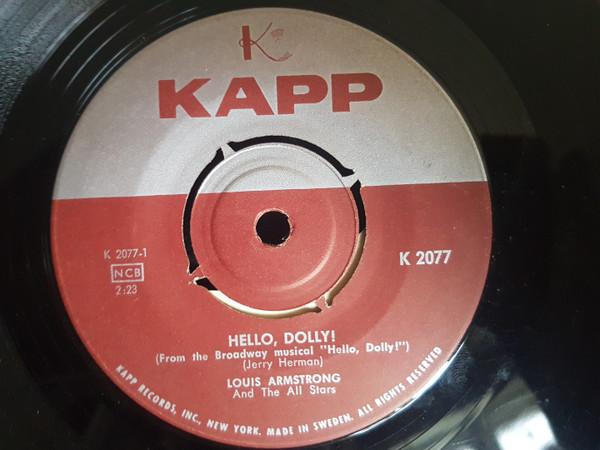 K
KAPP
K 2077-1
NCB
2:23
K 2077
HELLO, DOLLY!
(From the Broadway musical "Hello, Dolly!")
(Jerry Herman)
LOUIS ARMSTRONG
And The All Stars
KAPP RECORDS, INC., NEW YORK. MADE IN SWEDEN. ALL RIGHTS RESERVED